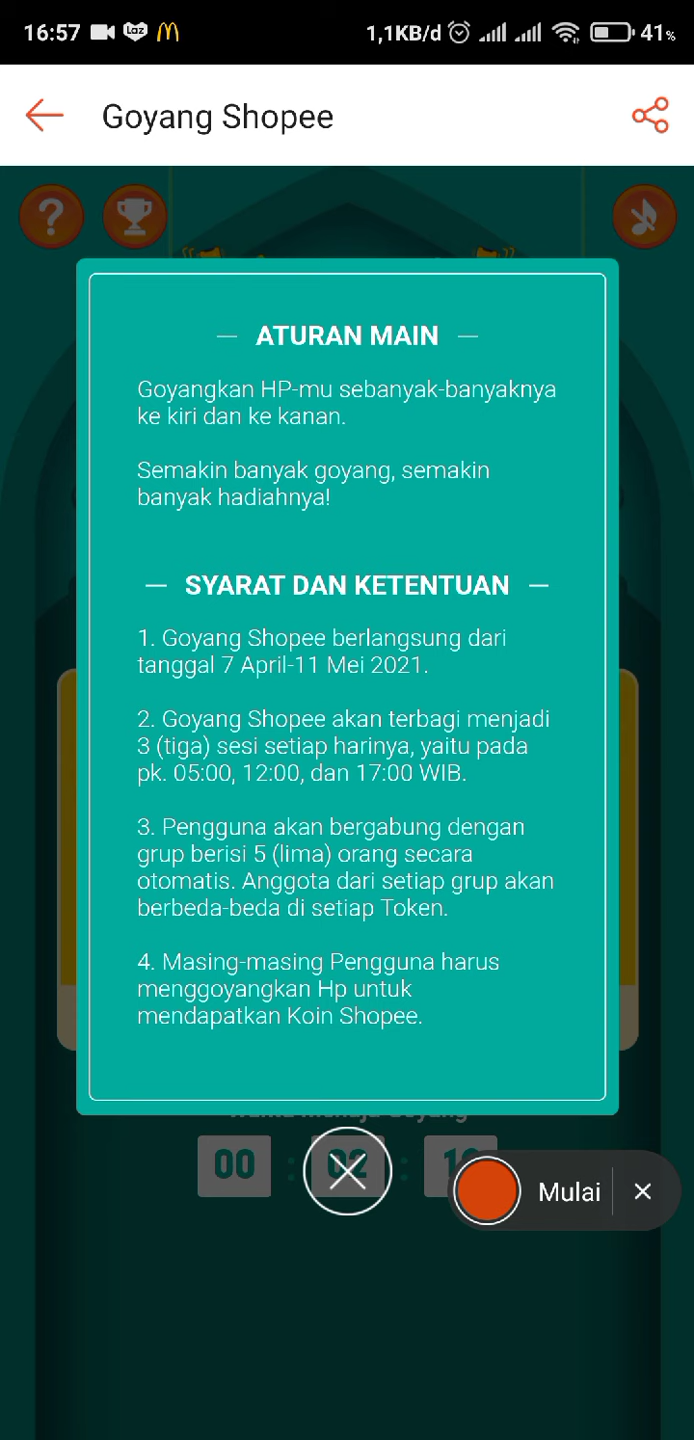 16:57 Laz 1,1KB/d 41%
Goyang Shopee
?
ATURAN MAIN
Goyangkan HP-mu sebanyak-banyaknya
ke kiri dan ke kanan.
Semakin banyak goyang, semakin
banyak hadiahnya!
SYARAT DAN KETENTUAN
1. Goyang Shopee berlangsung dari
tanggal 7 April-11 Mei 2021.
2. Goyang Shopee akan terbagi menjadi
3 (tiga) sesi setiap harinya, yaitu pada
pk. 05:00, 12:00, dan 17:00 WIB.
3. Pengguna akan bergabung dengan
grup berisi 5 (lima) orang secara
otomatis. Anggota dari setiap grup akan
berbeda-beda di setiap Token.
4. Masing-masing Pengguna harus
menggoyangkan Hp untuk
mendapatkan Koin Shopee.
00 : 02 :
Mulai